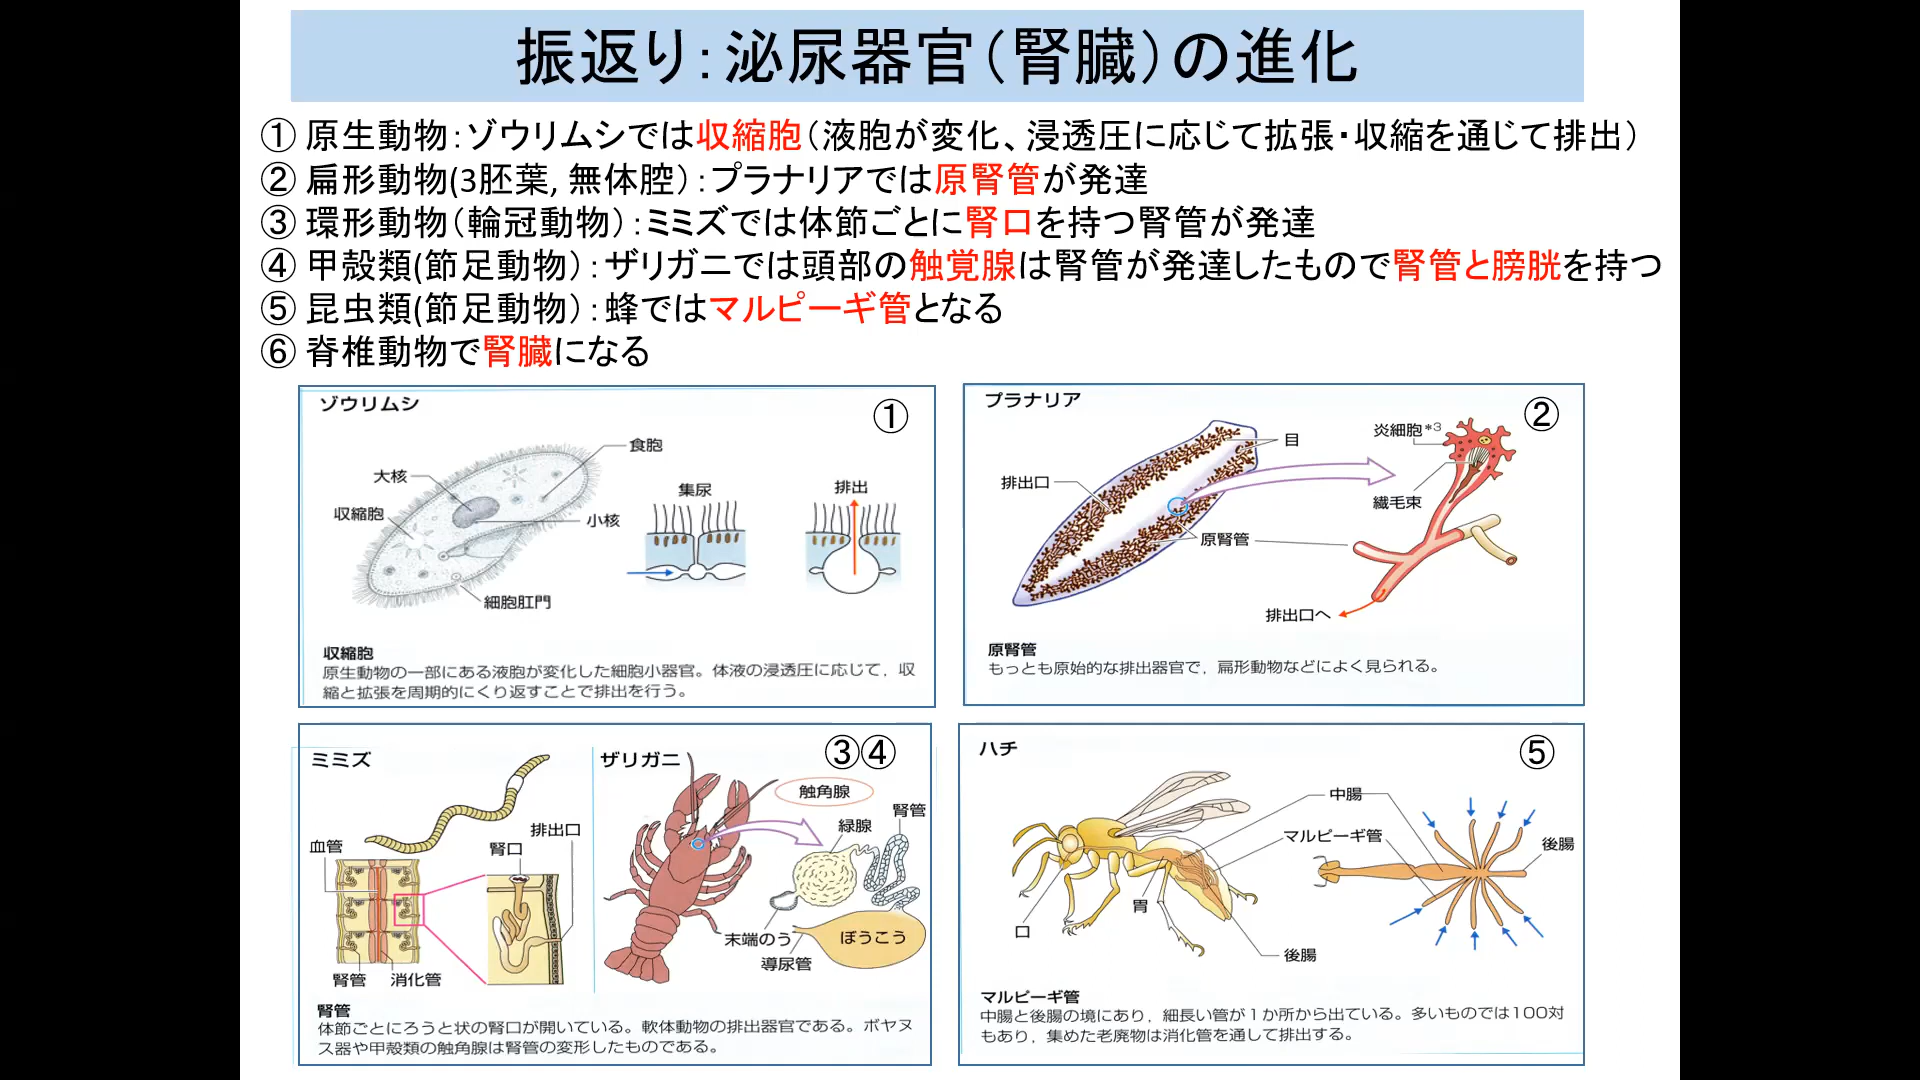 振返り：泌尿器官（腎臓）の進化
① 原生動物：ゾウリムシでは収縮胞（液胞が変化、浸透圧に応じて拡張・収縮を通じて排出）
② 扁形動物(3胚葉, 無体腔）：プラナリアでは原腎管が発達
③ 環形動物（輪冠動物）：ミミズでは体節ごとに腎口を持つ腎管が発達
④ 甲殻類(節足動物）：ザリガニでは頭部の触覚腺は腎管が発達したもので腎管と膀胱を持つ
⑤ 昆虫類(節足動物）：蜂ではマルピーギ管となる
⑥ 脊椎動物で腎臓になる
ゾウリムシ
①
食胞
大核
収縮胞
小核
細胞肛門
集尿
排出
収縮胞
原生動物の一部にある液胞が変化した細胞小器官。体液の浸透圧に応じて，収
縮と拡張を周期的にくり返すことで排出を行う。
プラナリア
②
目
排出口
原腎管
炎細胞*3
繊毛束
排出口へ
原腎管
もっとも原始的な排出器官で，扁形動物などによく見られる。
ミミズ
血管
腎口
排出口
腎管
消化管
ザリガニ
③④
触角腺
緑腺
腎管
末端のう
ぼうこう
導尿管
腎管
体節ごとにろうと状の腎口が開いている。軟体動物の排出器官である。ボヤヌ
ス器や甲殻類の触角腺は腎管の変形したものである。
ハチ
⑤
中腸
マルピーギ管
後腸
胃
口
後腸
マルピーギ管
中腸と後腸の境にあり，細長い管が１か所から出ている。多いものでは100対
もあり，集めた老廃物は消化管を通して排出する。